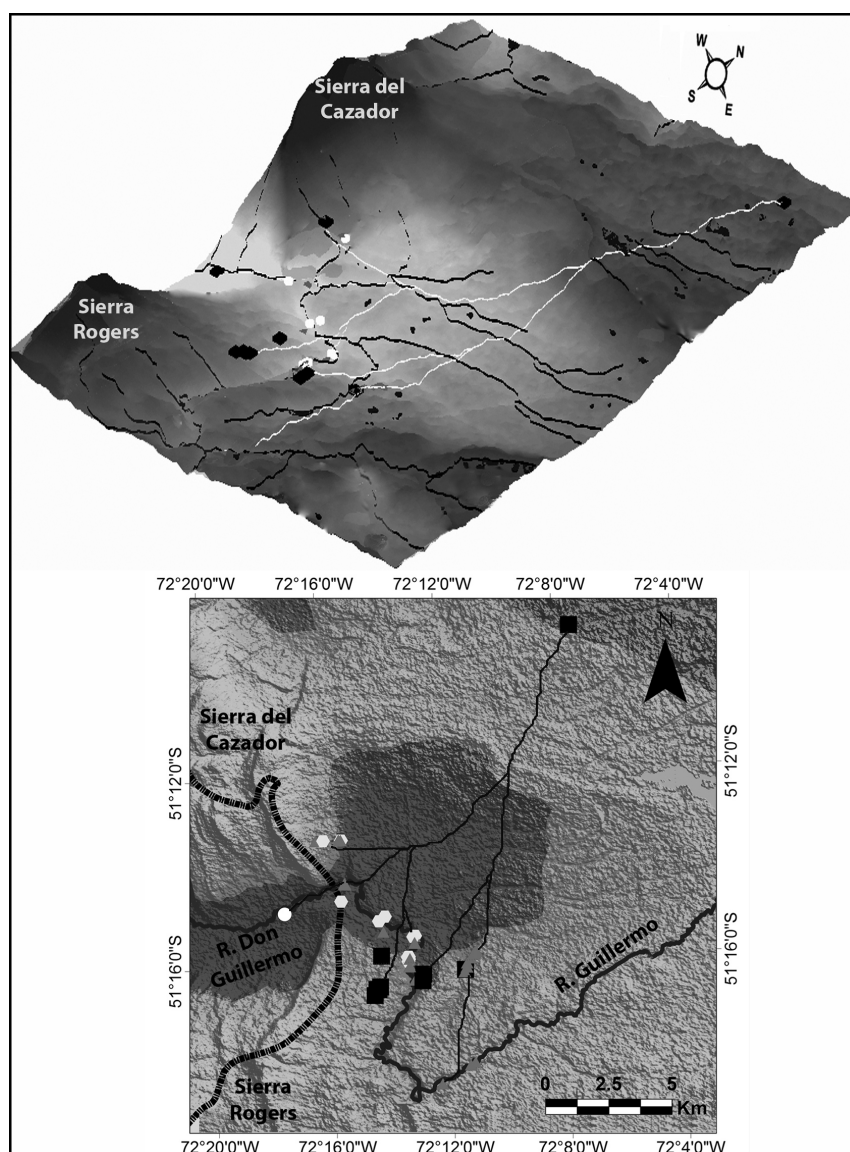 Sierra del
Cazador
W
N
S
E
Sierra
Rogers
72°20'0"W 72°16'0"W 72°12'0"W 72°8'0"W 72°4'0"W
N
Sierra del
Cazador
51°12'0"S
51°12'0"S
R. Don
Guillermo
R. Guillermo
51°16'0"S
51°16'0"S
Sierra
Rogers
0 2.5 5
Km
72°20'0"W 72°16'0"W 72°12'0"W 72°8'0"W 72°4'0"W